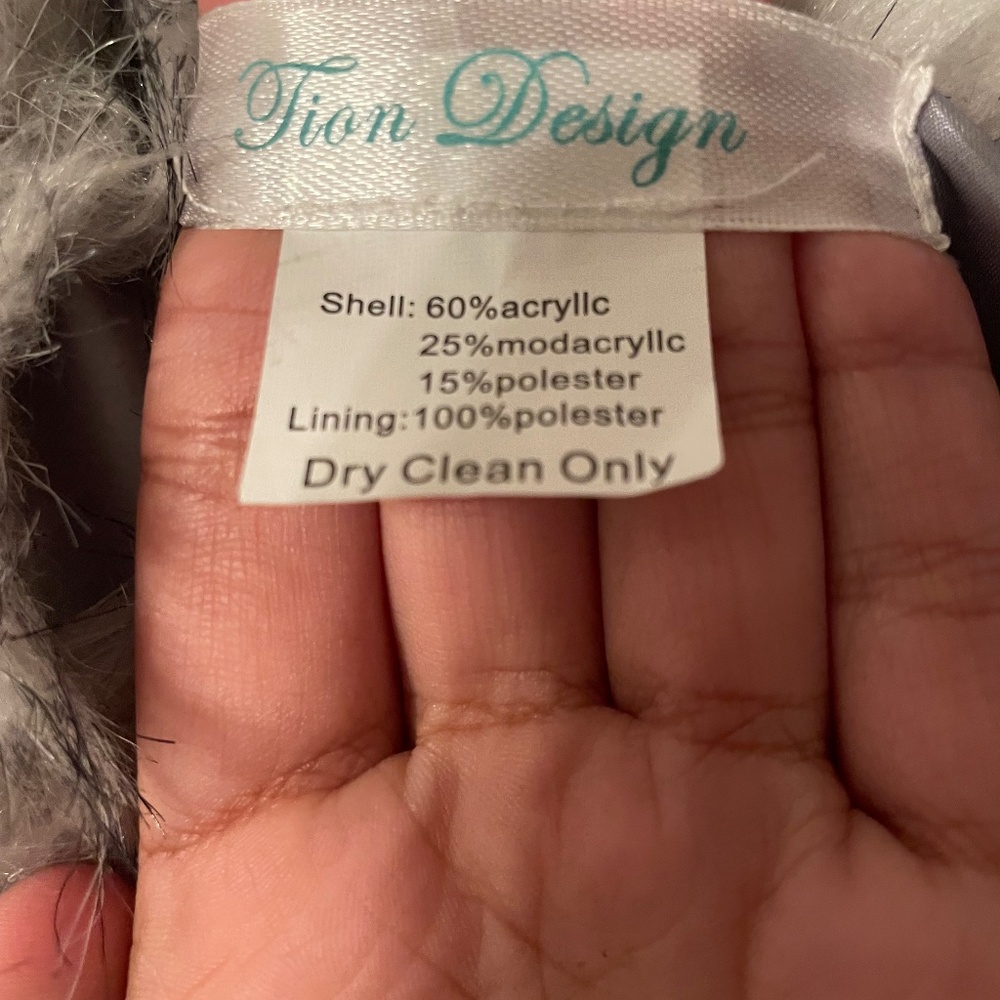 Tion Design
Shell: 60%acryllc
25%modacryllc
15%polester
Lining:100%polester
Dry Clean Only